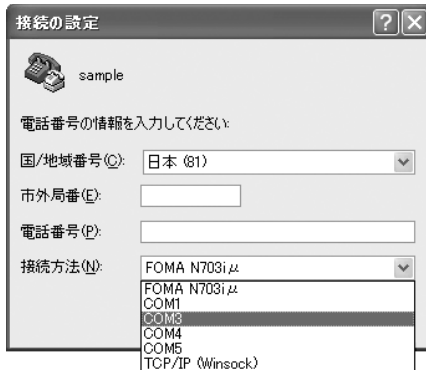 接続の設定
sample
電話番号の情報を入力してください:
国/地域番号(C): 日本 (81)
市外局番(E):
電話番号(P):
接続方法(N): FOMA N703iμ
FOMA N703iμ
COM1
COM3
COM4
COM5
TCP/IP (Winsock)